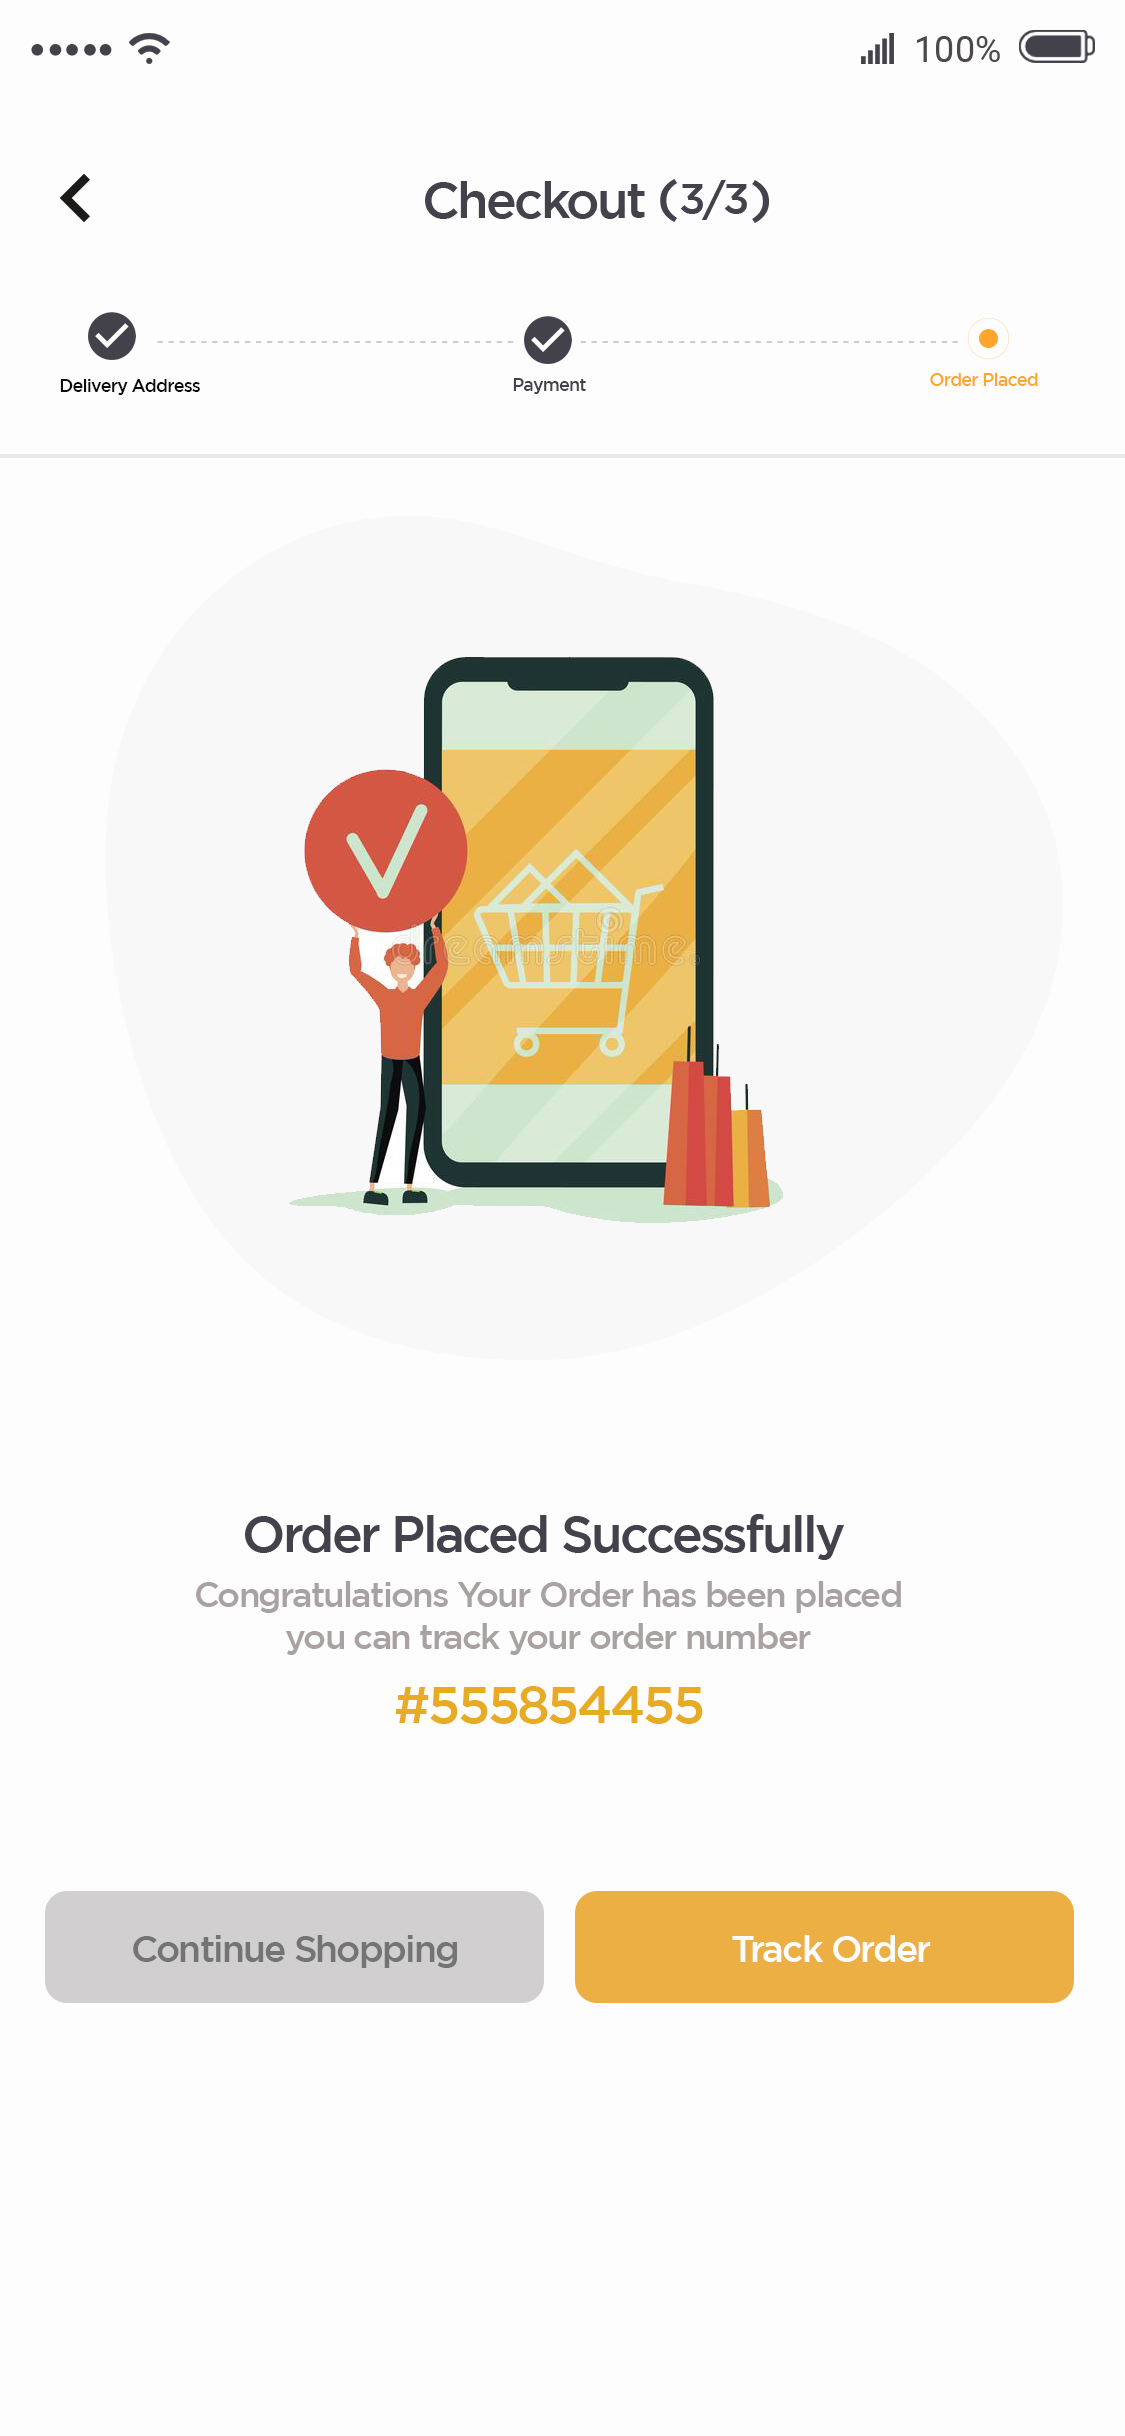 100%
Checkout (3/3)
Delivery Address
Payment
Order Placed
dreamstime.
Order Placed Successfully
Congratulations Your Order has been placed
you can track your order number
#555854455
Continue Shopping
Track Order